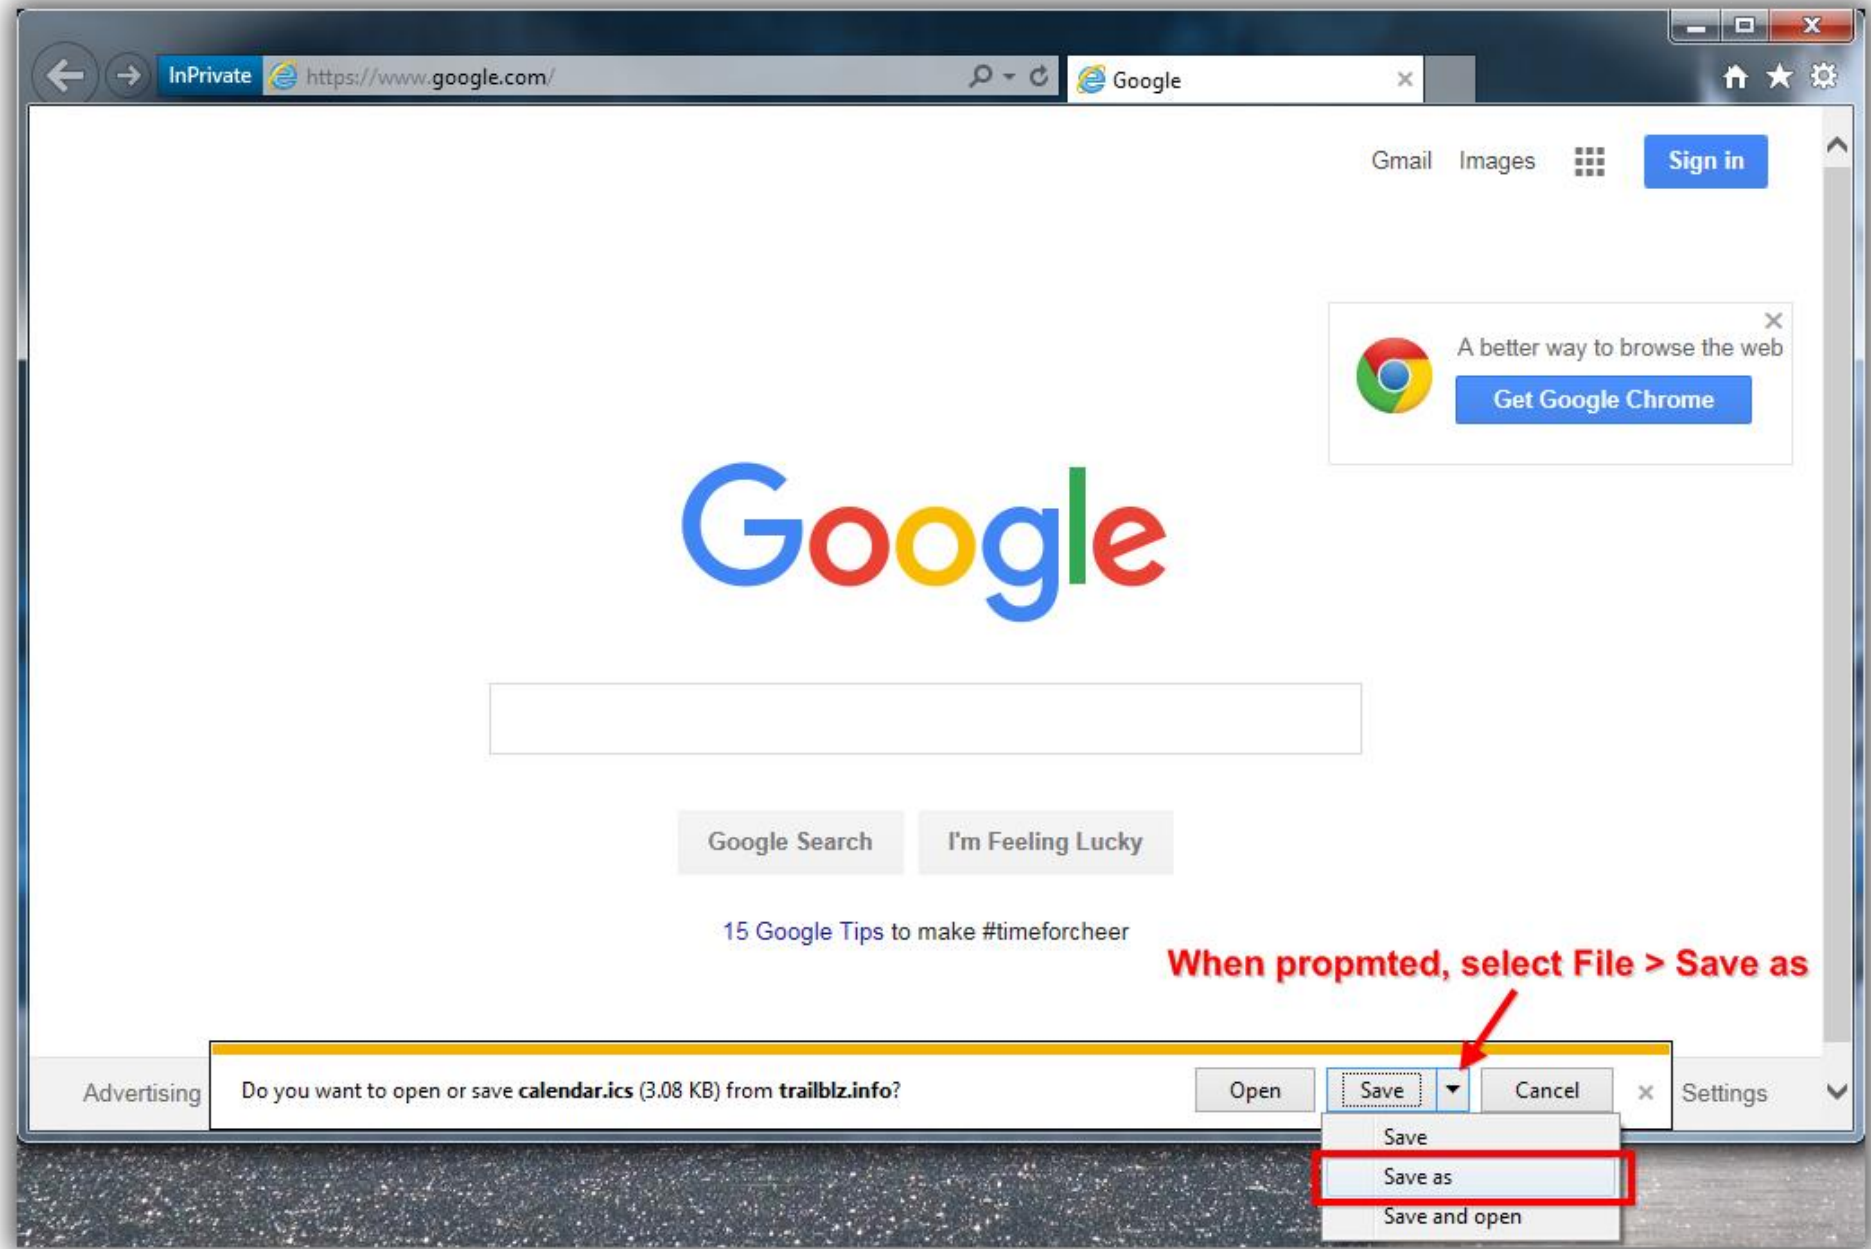 InPrivate https://www.google.com/ Google
Gmail Images Sign in
A better way to browse the web
Get Google Chrome
Google
Google Search I'm Feeling Lucky
15 Google Tips to make #timeforcheer
When propmted, select File > Save as
Advertising Do you want to open or save calendar.ics (3.08 KB) from trailblz.info? Open Save Cancel Settings
Save
Save as
Save and open